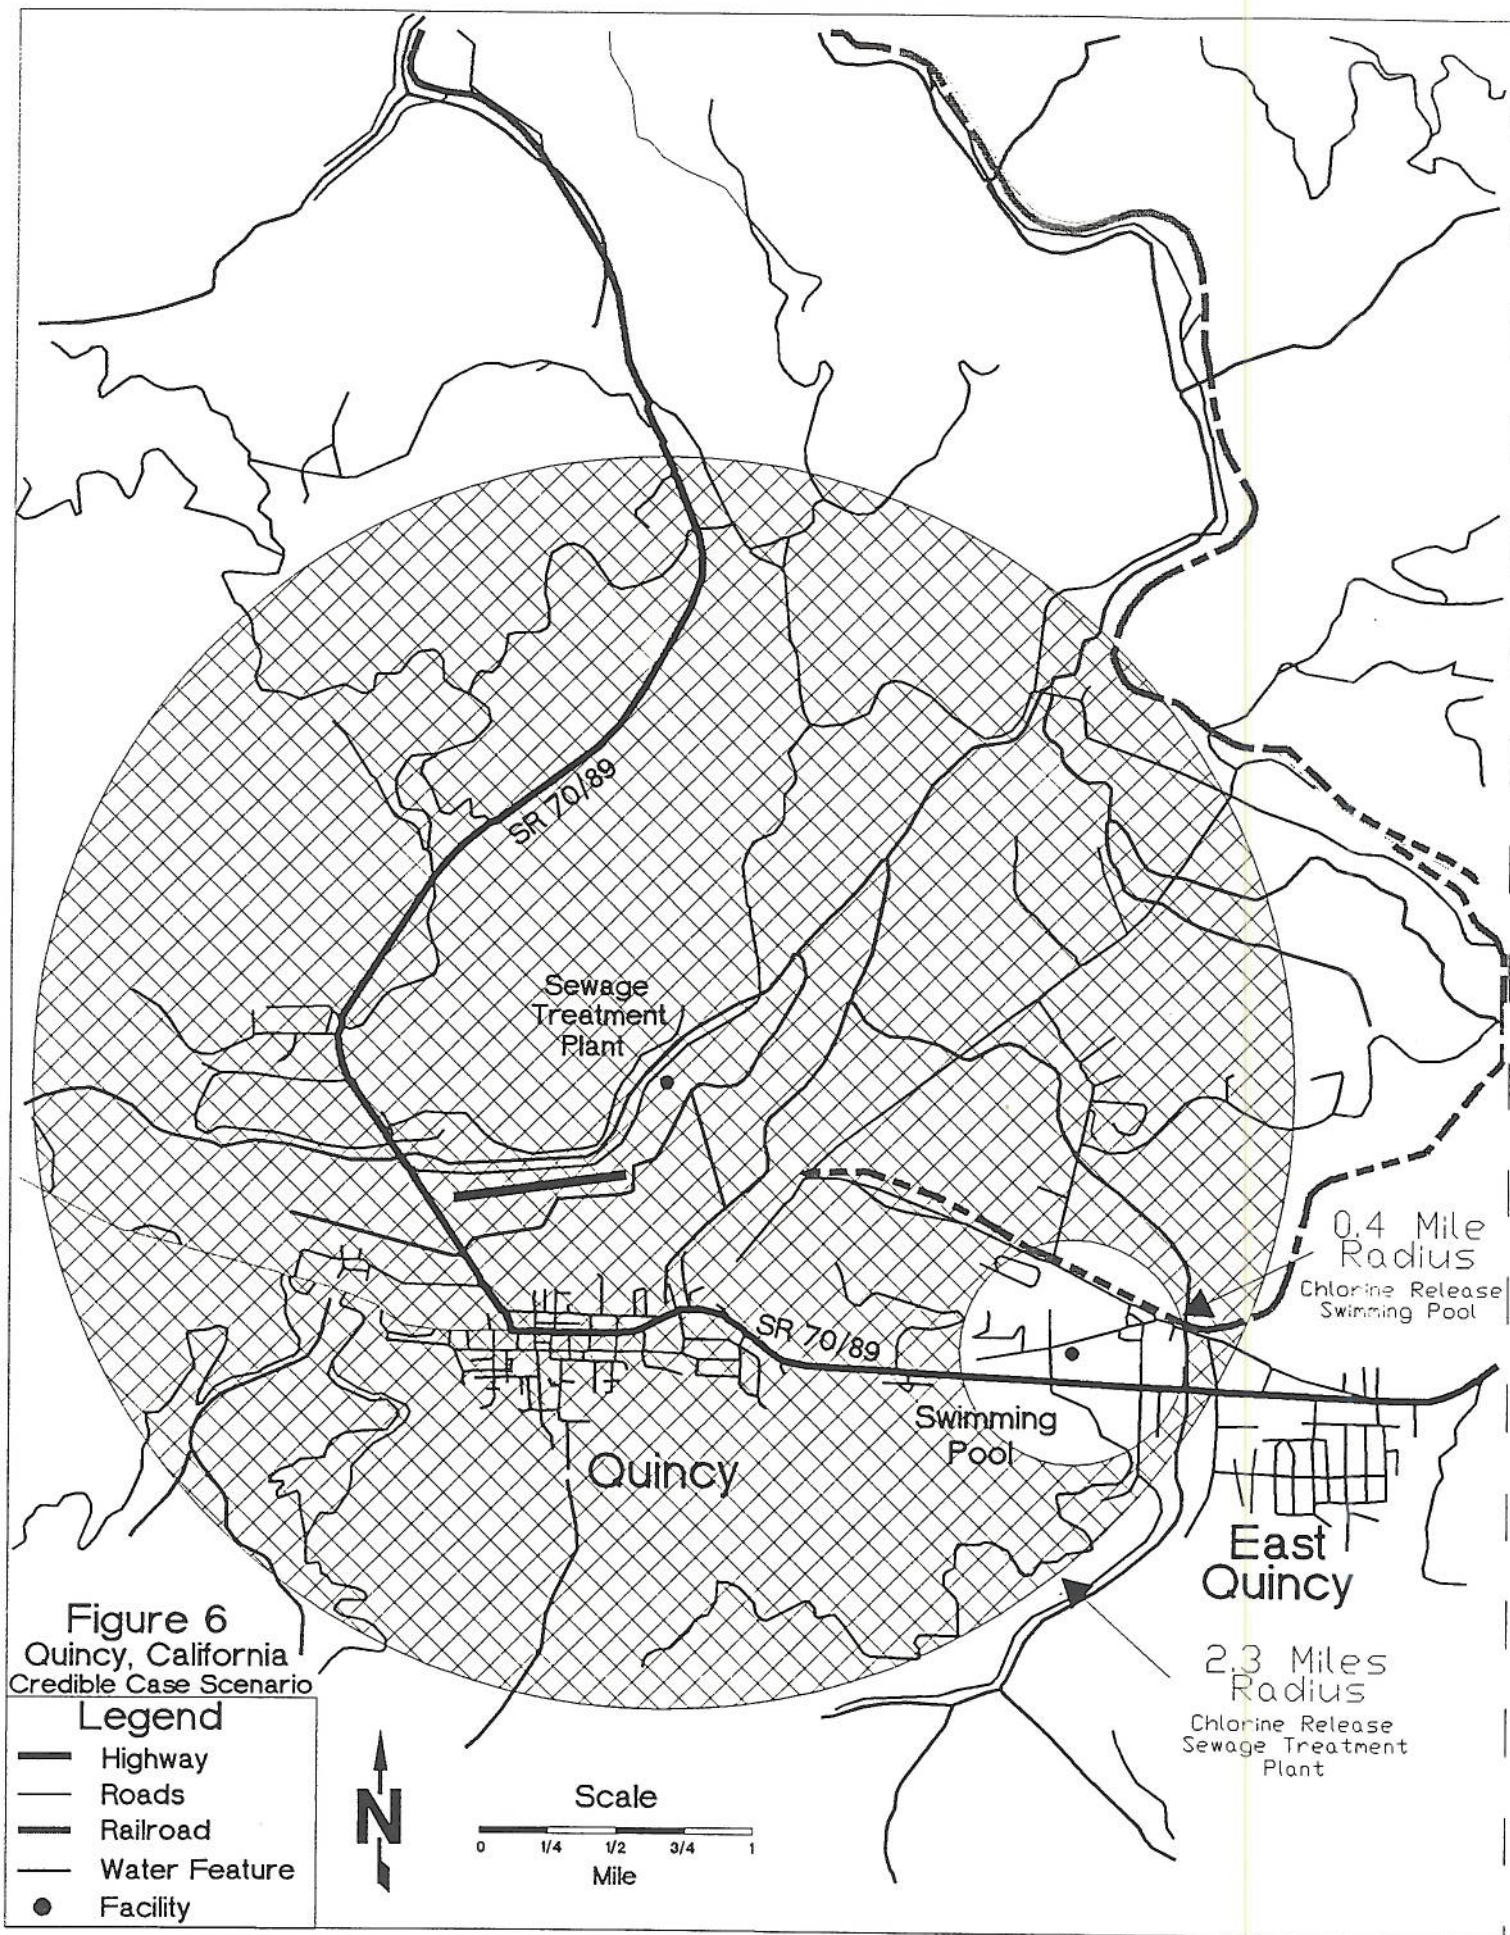 SR 70/89
Sewage
Treatment
Plant
0.4 Mile
Radius
Chlorine Release
Swimming Pool
SR 70/89
Swimming
Pool
Quincy
East
Quincy
2.3 Miles
Radius
Chlorine Release
Sewage Treatment
Plant
Figure 6
Quincy, California
Credible Case Scenario
Legend
Highway
Roads
Railroad
Water Feature
Facility
N
Scale
0 1/4 1/2 3/4 1
Mile